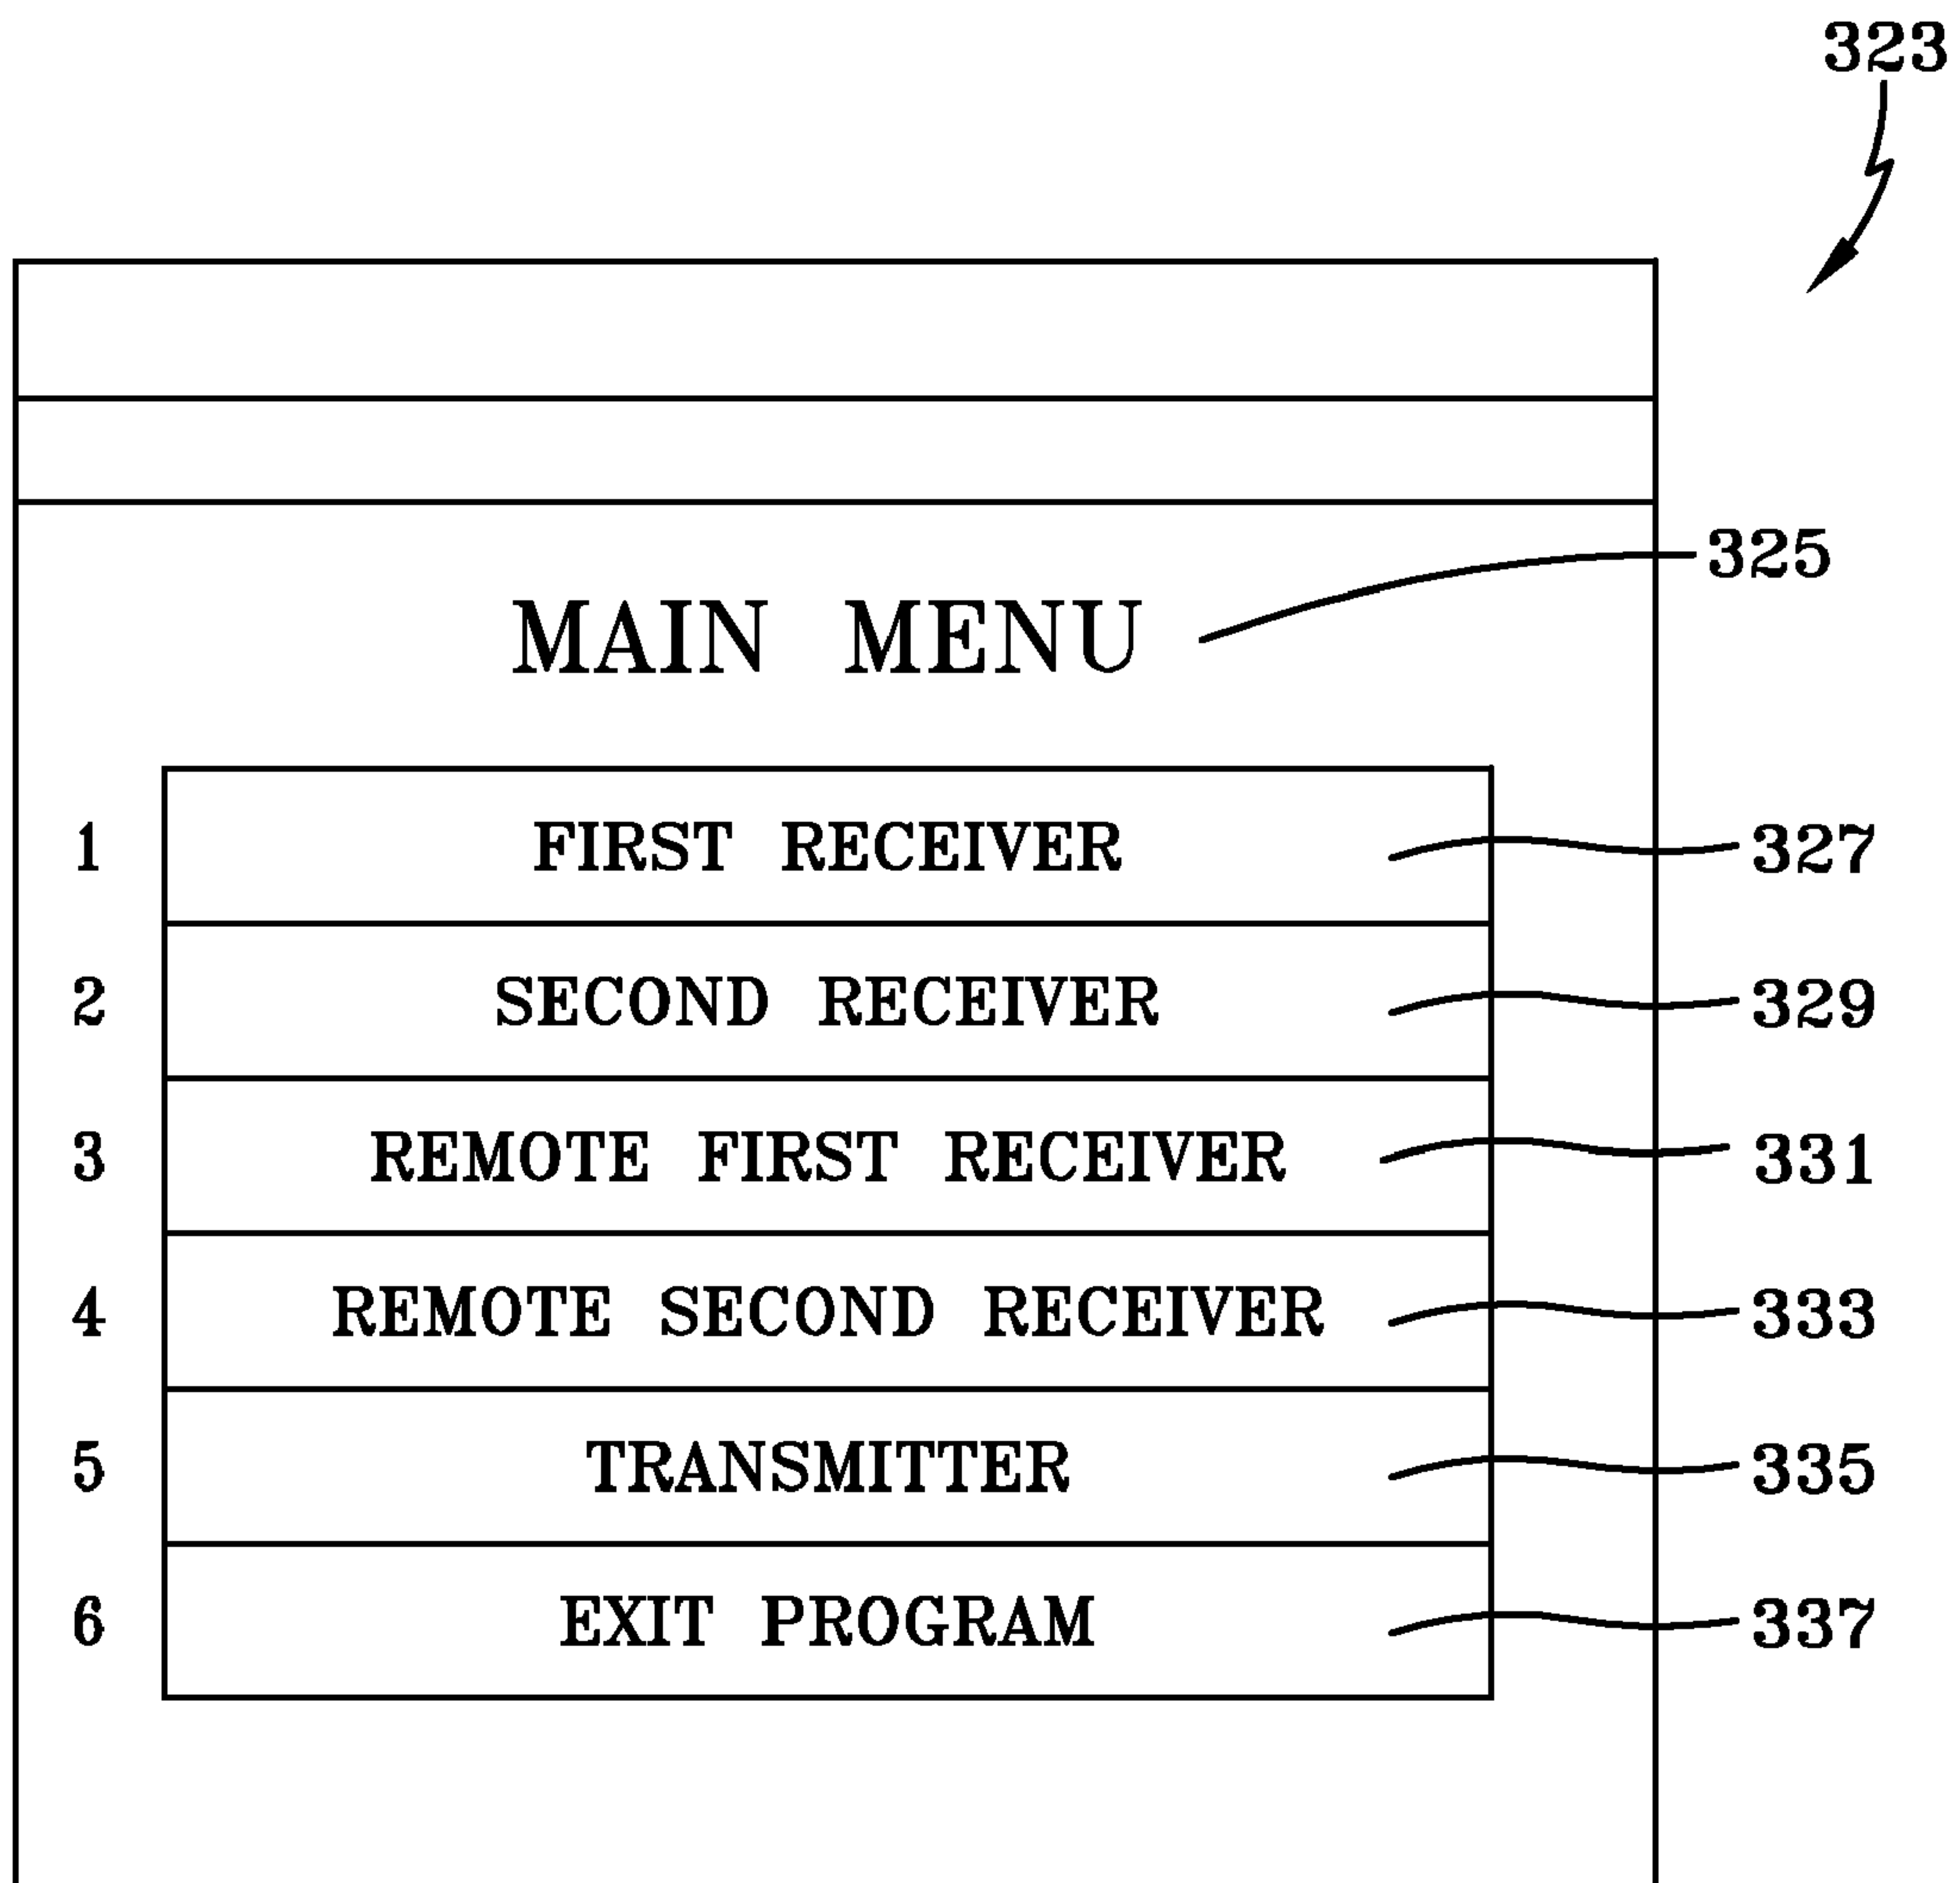 323
325
MAIN MENU
1 FIRST RECEIVER 327
2 SECOND RECEIVER 329
3 REMOTE FIRST RECEIVER 331
4 REMOTE SECOND RECEIVER 333
5 TRANSMITTER 335
6 EXIT PROGRAM 337